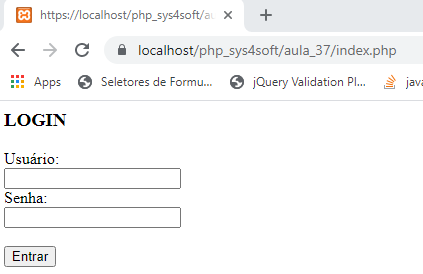 https://localhost/php_sys4soft/au
localhost/php_sys4soft/aula_37/index.php
Apps Seletores de Formu... jQuery Validation Pl... java
LOGIN
Usuário:
Senha:
Entrar